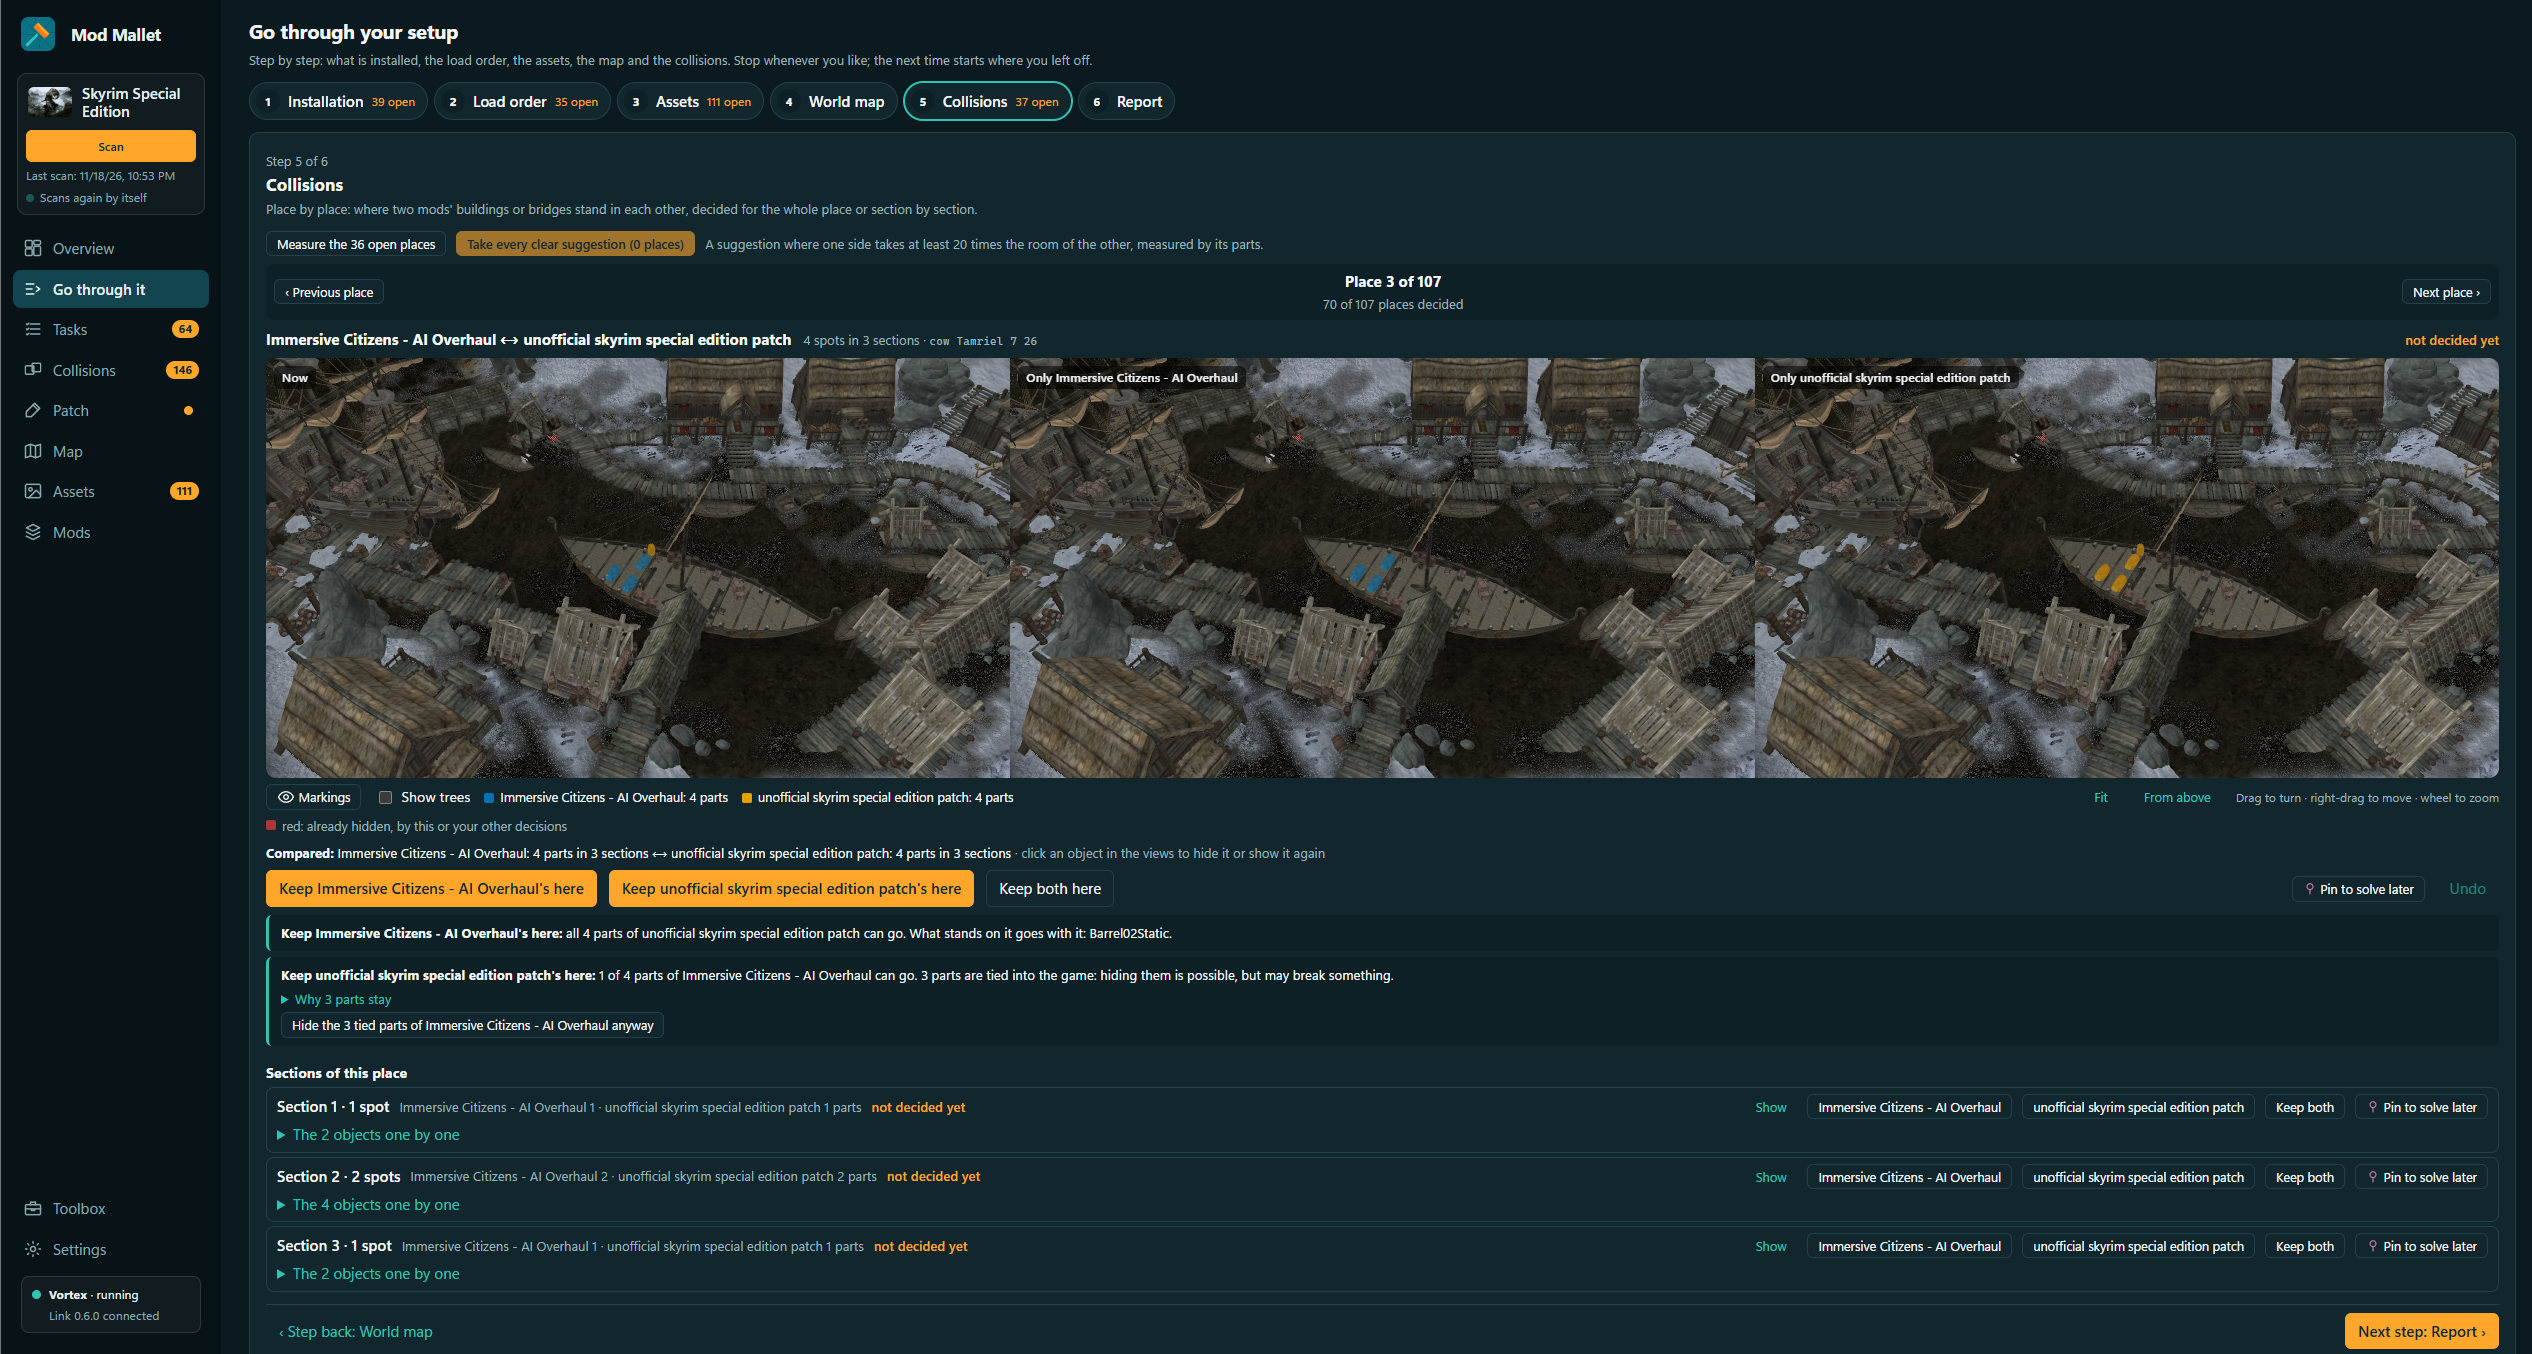 Mod Mallet
Skyrim Special
Edition
Scan
Last scan: 11/18/26, 10:53 PM
Scans again by itself
Overview
Go through it
Tasks 64
Collisions 146
Patch
Map
Assets 111
Mods
Toolbox
Settings
Vortex · running
Link 0.6.0 connected
Go through your setup
Step by step: what is installed, the load order, the assets, the map and the collisions. Stop whenever you like; the next time starts where you left off.
1 Installation 39 open 2 Load order 35 open 3 Assets 111 open 4 World map 5 Collisions 37 open 6 Report
Step 5 of 6
Collisions
Place by place: where two mods' buildings or bridges stand in each other, decided for the whole place or section by section.
Measure the 36 open places Take every clear suggestion (0 places) A suggestion where one side takes at least 20 times the room of the other, measured by its parts.
‹ Previous place Place 3 of 107 Next place ›
70 of 107 places decided
Immersive Citizens - AI Overhaul ↔ unofficial skyrim special edition patch 4 spots in 3 sections · cow Tamriel 7 26 not decided yet
Now Only Immersive Citizens - AI Overhaul Only unofficial skyrim special edition patch
Markings Show trees Immersive Citizens - AI Overhaul: 4 parts unofficial skyrim special edition patch: 4 parts Fit From above Drag to turn · right-drag to move · wheel to zoom
red: already hidden, by this or your other decisions
Compared: Immersive Citizens - AI Overhaul: 4 parts in 3 sections ↔ unofficial skyrim special edition patch: 4 parts in 3 sections · click an object in the views to hide it or show it again
Keep Immersive Citizens - AI Overhaul's here Keep unofficial skyrim special edition patch's here Keep both here Pin to solve later Undo
Keep Immersive Citizens - AI Overhaul's here: all 4 parts of unofficial skyrim special edition patch can go. What stands on it goes with it: Barrel02Static.
Keep unofficial skyrim special edition patch's here: 1 of 4 parts of Immersive Citizens - AI Overhaul can go. 3 parts are tied into the game: hiding them is possible, but may break something.
▶ Why 3 parts stay
Hide the 3 tied parts of Immersive Citizens - AI Overhaul anyway
Sections of this place
Section 1 · 1 spot Immersive Citizens - AI Overhaul 1 · unofficial skyrim special edition patch 1 parts not decided yet Show Immersive Citizens - AI Overhaul unofficial skyrim special edition patch Keep both Pin to solve later
▶ The 2 objects one by one
Section 2 · 2 spots Immersive Citizens - AI Overhaul 2 · unofficial skyrim special edition patch 2 parts not decided yet Show Immersive Citizens - AI Overhaul unofficial skyrim special edition patch Keep both Pin to solve later
▶ The 4 objects one by one
Section 3 · 1 spot Immersive Citizens - AI Overhaul 1 · unofficial skyrim special edition patch 1 parts not decided yet Show Immersive Citizens - AI Overhaul unofficial skyrim special edition patch Keep both Pin to solve later
▶ The 2 objects one by one
‹ Step back: World map Next step: Report ›